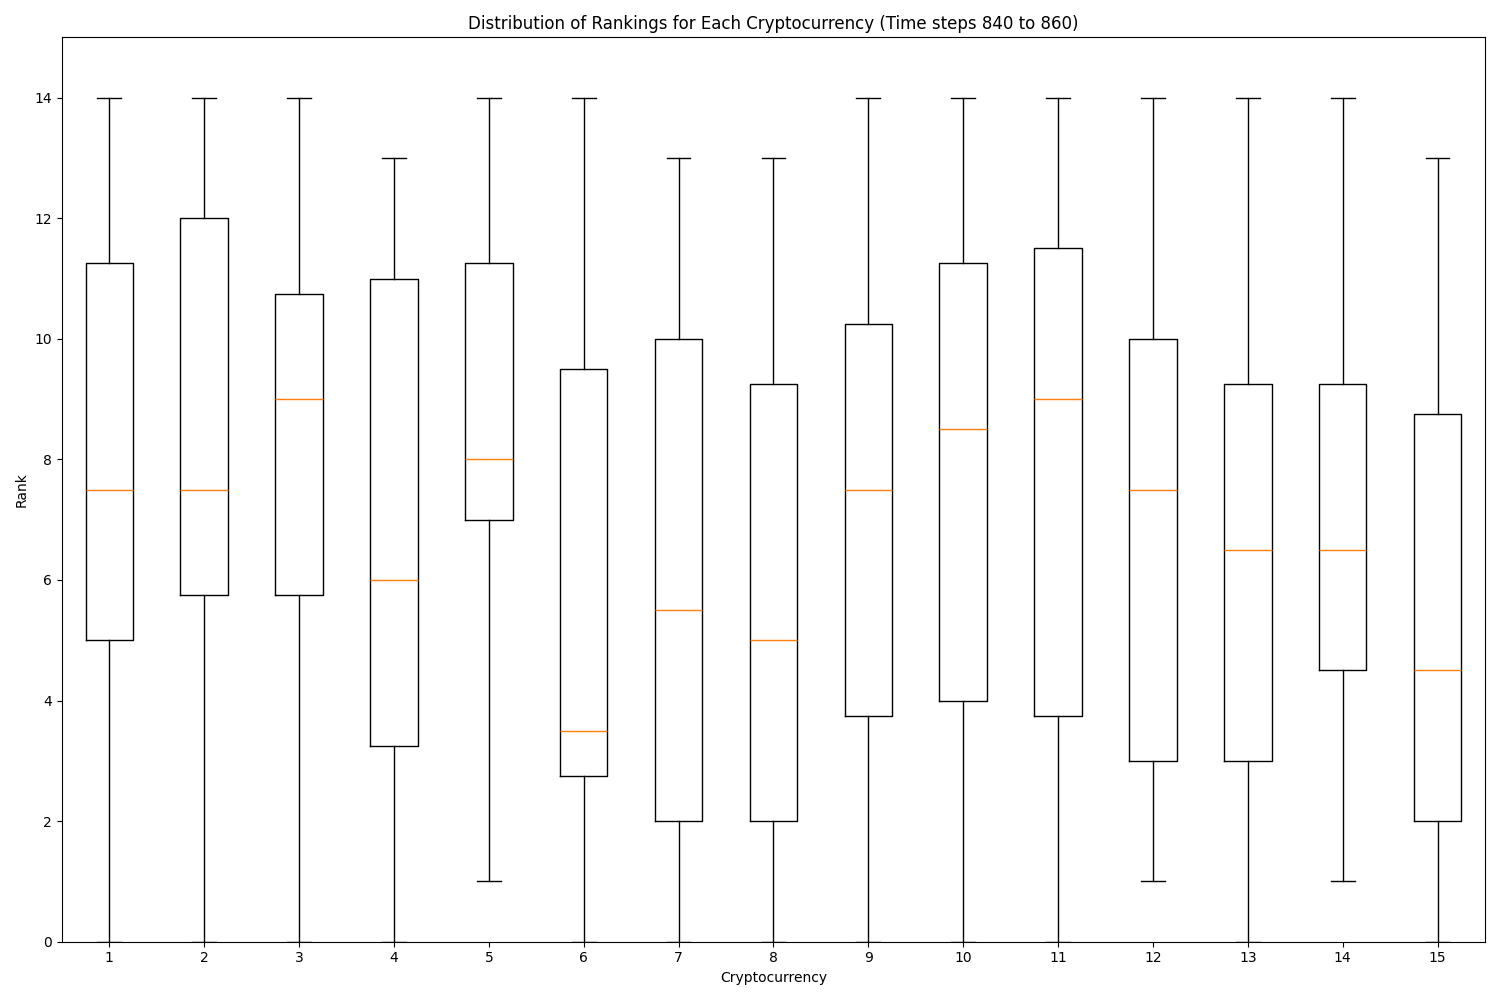 Distribution of Rankings for Each Cryptocurrency (Time steps 840 to 860)
14
12
10
8
6
4
2
0
Rank
1 2 3 4 5 6 7 8 9 10 11 12 13 14 15
Cryptocurrency